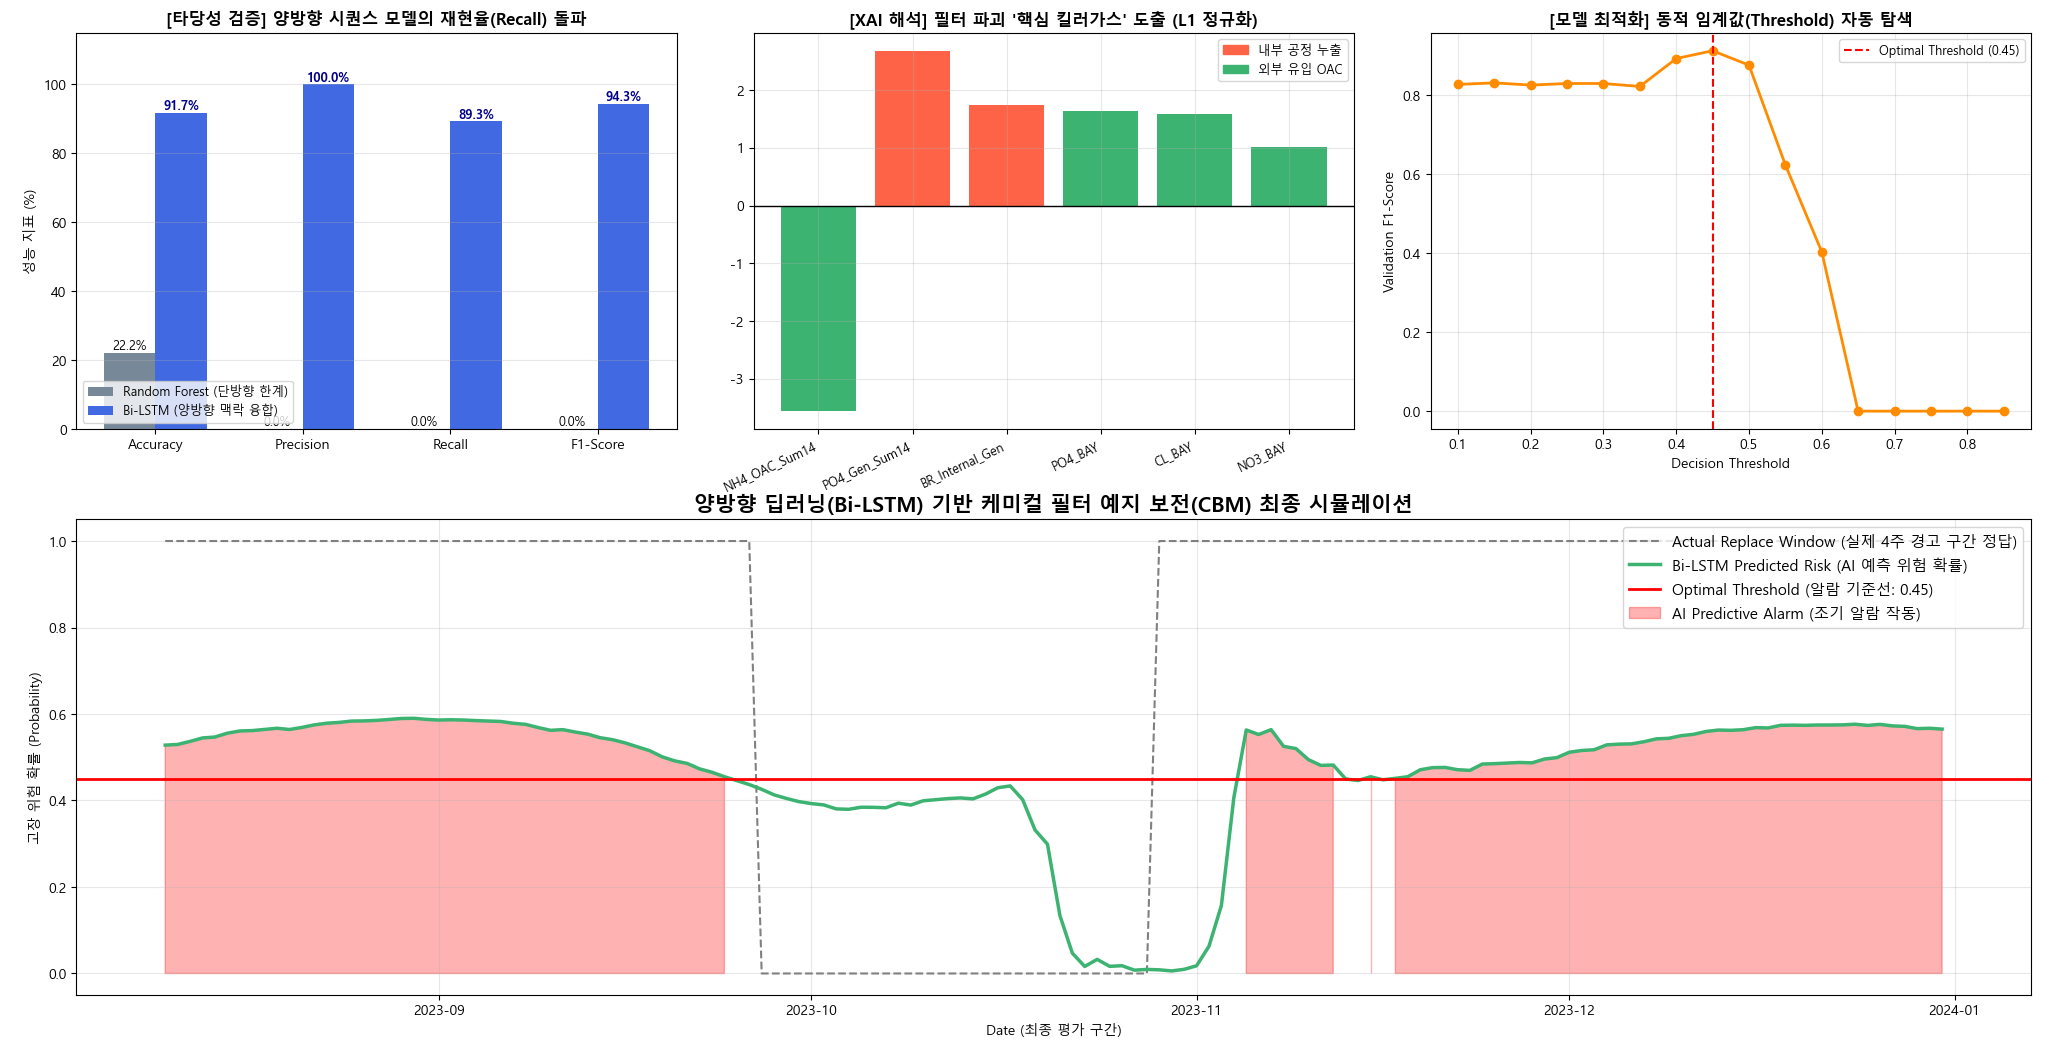 [타당성 검증] 양방향 시퀀스 모델의 재현율(Recall) 돌파
성능 지표 (%)
100
80
60
40
20
0
22.2%
91.7%
0.0%
100.0%
0.0%
89.3%
0.0%
94.3%
Random Forest (단방향 한계)
Bi-LSTM (양방향 맥락 융합)
Accuracy
Precision
Recall
F1-Score
[XAI 해석] 필터 파괴 '핵심 킬러가스' 도출 (L1 정규화)
내부 공정 누출
외부 유입 OAC
2
1
0
-1
-2
-3
NH4_OAC_Sum14
PO4_Gen_Sum14
BR_Internal_Gen
PO4_BAY
CL_BAY
NO3_BAY
[모델 최적화] 동적 임계값(Threshold) 자동 탐색
Optimal Threshold (0.45)
Validation F1-Score
0.8
0.6
0.4
0.2
0.0
0.1
0.2
0.3
0.4
0.5
0.6
0.7
0.8
Decision Threshold
양방향 딥러닝(Bi-LSTM) 기반 케미컬 필터 예지 보전(CBM) 최종 시뮬레이션
고장 위험 확률 (Probability)
1.0
0.8
0.6
0.4
0.2
0.0
Actual Replace Window (실제 4주 경고 구간 정답)
Bi-LSTM Predicted Risk (AI 예측 위험 확률)
Optimal Threshold (알람 기준선: 0.45)
AI Predictive Alarm (조기 알람 작동)
2023-09
2023-10
2023-11
2023-12
2024-01
Date (최종 평가 구간)